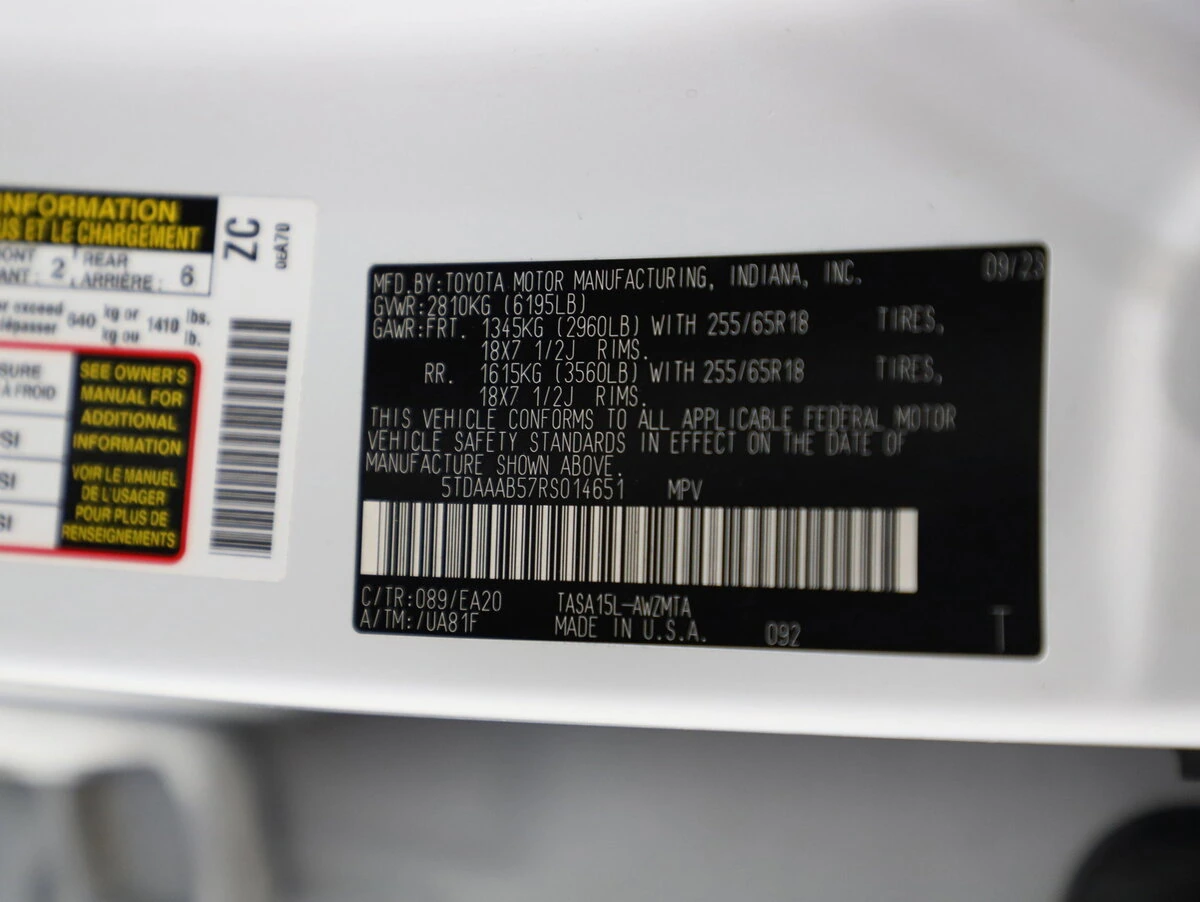 INFORMATION
US ET LE CHARGEMENT
2 REAR
ARRIÈRE : 6
exceed 640 kg or 1410 lbs.
kg ou lb.
SEE OWNER'S
MANUAL FOR
ADDITIONAL
INFORMATION
VOIR LE MANUEL
DE L'USAGER
POUR PLUS DE
RENSEIGNEMENTS
ZC
0EA70
MFD.BY:TOYOTA MOTOR MANUFACTURING, INDIANA, INC. 09/23
GVWR:2810KG (6195LB)
GAWR:FRT. 1345KG (2960LB) WITH 255/65R18 TIRES,
18X7 1/2J RIMS.
RR. 1615KG (3560LB) WITH 255/65R18 TIRES,
18X7 1/2J RIMS.
THIS VEHICLE CONFORMS TO ALL APPLICABLE FEDERAL MOTOR
VEHICLE SAFETY STANDARDS IN EFFECT ON THE DATE OF
MANUFACTURE SHOWN ABOVE.
5TDAAAB57RS014651 MPV
C/TR:089/EA20 TASA15L-AWZMTA
A/TM:/UA81F MADE IN U.S.A. 092 T